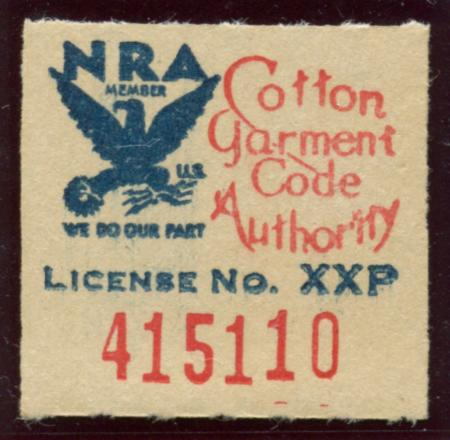 NRA
MEMBER
U.S.
WE DO OUR PART
Cotton
Garment
Code
Authority
LICENSE NO. XXP
415110